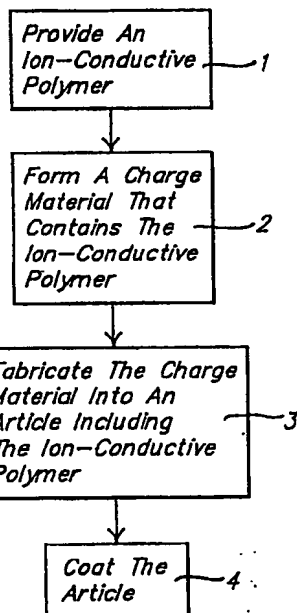 Provide An
Ion-Conductive
Polymer
1
Form A Charge
Material That
Contains The
Ion-Conductive
Polymer
2
Fabricate The Charge
Material Into An
Article Including
The Ion-Conductive
Polymer
3
Coat The
Article
4